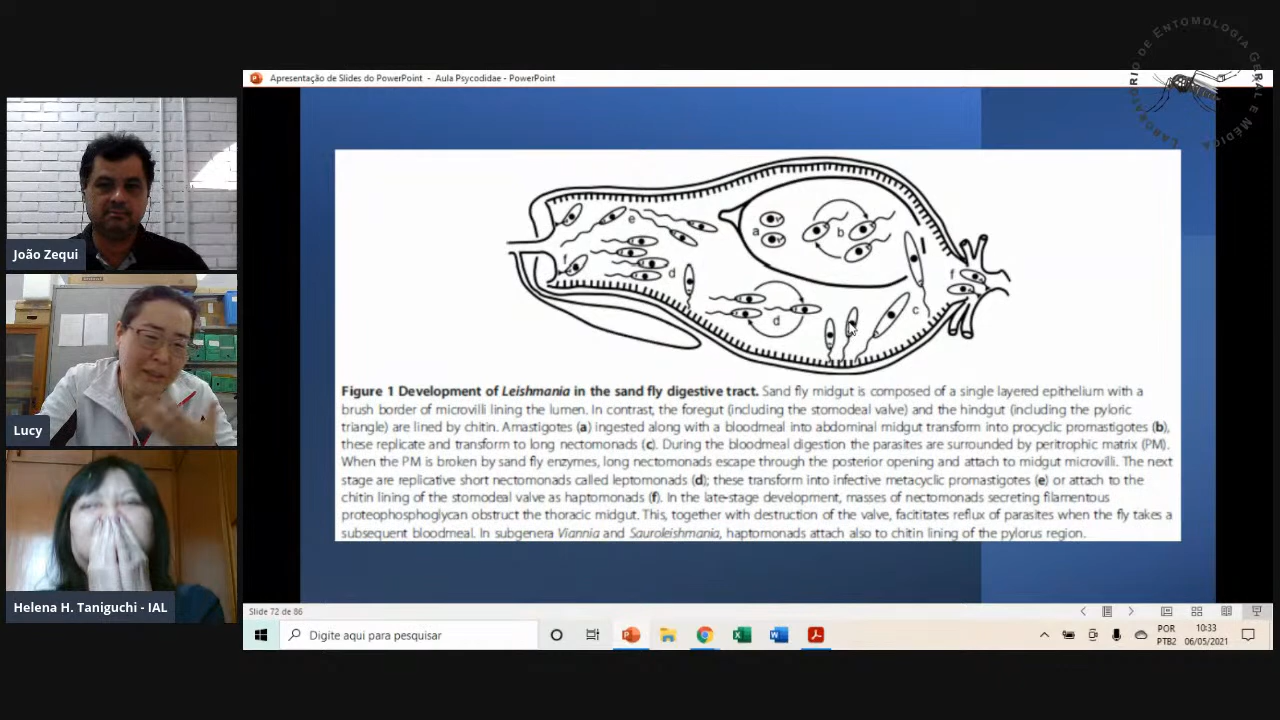 LABORATÓRIO DE ENTOMOLOGIA GERAL E MÉDICA
Apresentação de Slides do PowerPoint - Aula Psycodidae - PowerPoint
João Zequi
Lucy
Helena H. Taniguchi - IAL
a
b
e
f
d
d
c
f
Figure 1 Development of Leishmania in the sand fly digestive tract. Sand fly midgut is composed of a single layered epithelium with a
brush border of microvilli lining the lumen. In contrast, the foregut (including the stomodeal valve) and the hindgut (including the pyloric
triangle) are lined by chitin. Amastigotes (a) ingested along with a bloodmeal into abdominal midgut transform into procyclic promastigotes (b),
these replicate and transform to long nectomonads (c). During the bloodmeal digestion the parasites are surrounded by peritrophic matrix (PM).
When the PM is broken by sand fly enzymes, long nectomonads escape through the posterior opening and attach to midgut microvilli. The next
stage are replicative short nectomonads called leptomonads (d); these transform into infective metacyclic promastigotes (e) or attach to the
chitin lining of the stomodeal valve as haptomonads (f). In the late-stage development, masses of nectomonads secreting filamentous
proteophosphoglycan obstruct the thoracic midgut. This, together with destruction of the valve, facititates reflux of parasites when the fly takes a
subsequent bloodmeal. In subgenera Viannia and Sauroleishmania, haptomonads attach also to chitin lining of the pylorus region.
Slide 72 de 86
Digite aqui para pesquisar
POR
PTB2
10:33
06/05/2021